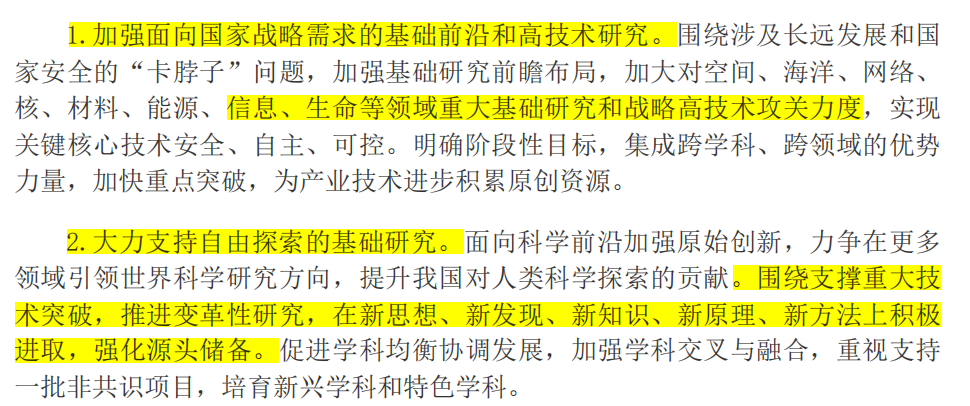 1.加强面向国家战略需求的基础前沿和高技术研究。围绕涉及长远发展和国
家安全的“卡脖子”问题，加强基础研究前瞻布局，加大对空间、海洋、网络、
核、材料、能源、信息、生命等领域重大基础研究和战略高技术攻关力度，实现
关键核心技术安全、自主、可控。明确阶段性目标，集成跨学科、跨领域的优势
力量，加快重点突破，为产业技术进步积累原创资源。
2.大力支持自由探索的基础研究。面向科学前沿加强原始创新，力争在更多
领域引领世界科学研究方向，提升我国对人类科学探索的贡献。围绕支撑重大技
术突破，推进变革性研究，在新思想、新发现、新知识、新原理、新方法上积极
进取，强化源头储备。促进学科均衡协调发展，加强学科交叉与融合，重视支持
一批非共识项目，培育新兴学科和特色学科。